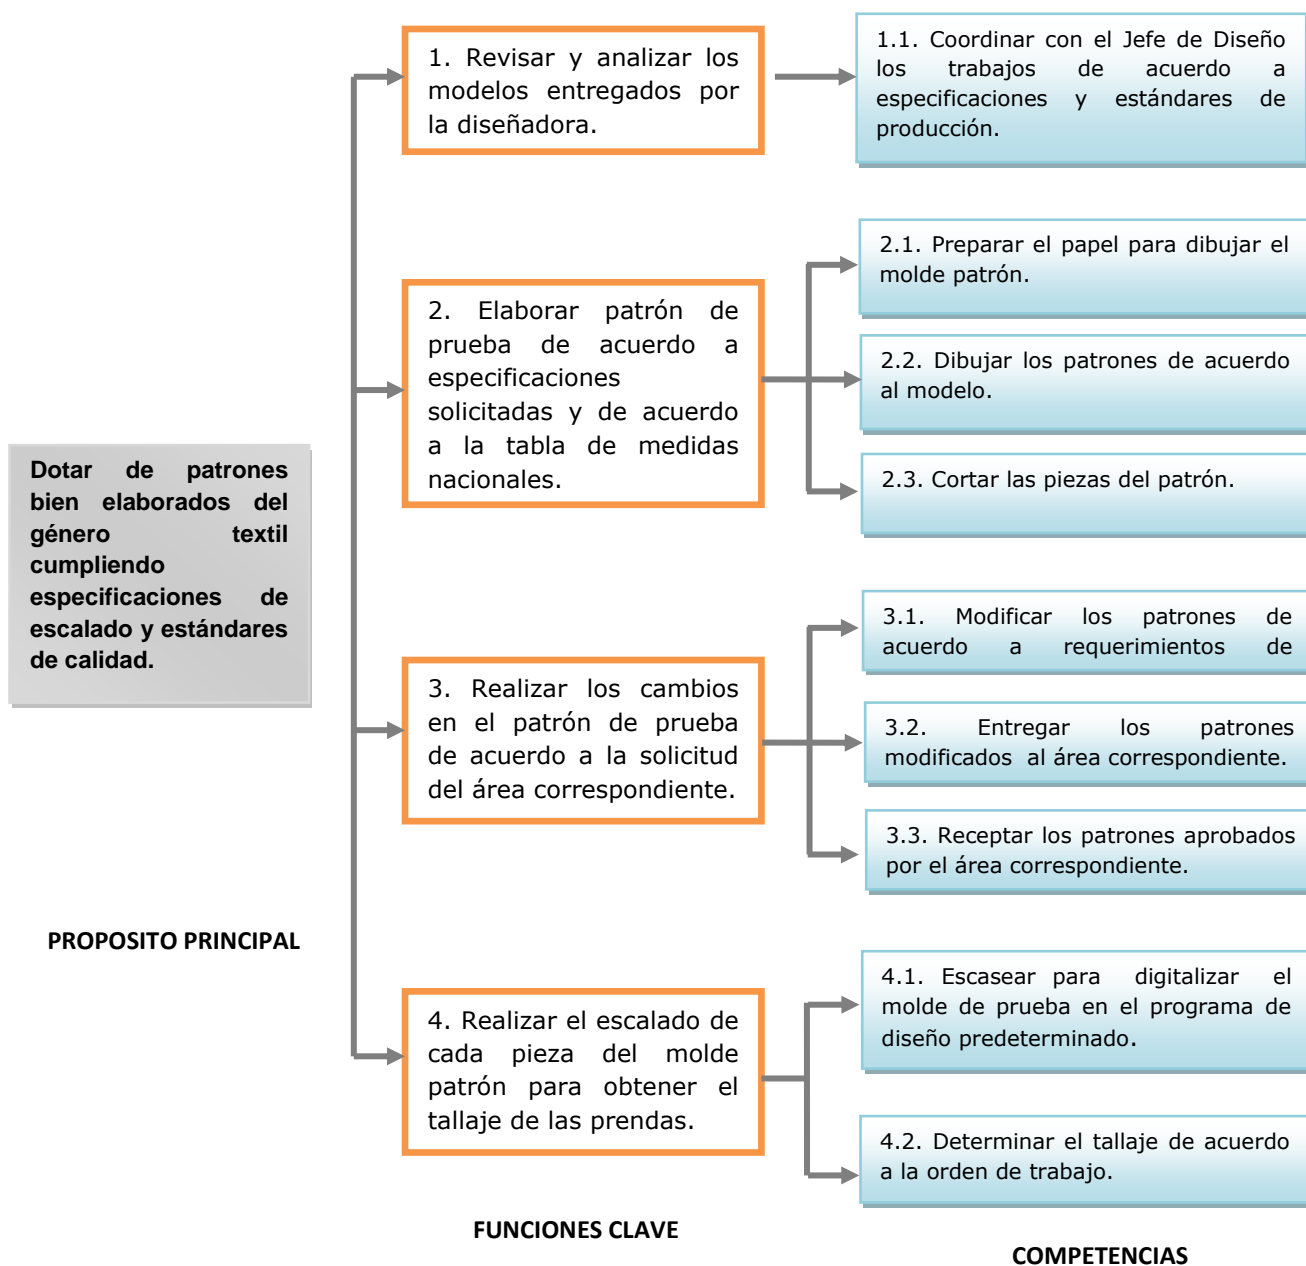 Dotar de patrones
bien elaborados del
género textil
cumpliendo
especificaciones de
escalado y estándares
de calidad.
PROPOSITO PRINCIPAL
1. Revisar y analizar los
modelos entregados por
la diseñadora.
1.1. Coordinar con el Jefe de Diseño
los trabajos de acuerdo a
especificaciones y estándares de
producción.
2. Elaborar patrón de
prueba de acuerdo a
especificaciones
solicitadas y de acuerdo
a la tabla de medidas
nacionales.
2.1. Preparar el papel para dibujar el
molde patrón.
2.2. Dibujar los patrones de acuerdo
al modelo.
2.3. Cortar las piezas del patrón.
3. Realizar los cambios
en el patrón de prueba
de acuerdo a la solicitud
del área correspondiente.
3.1. Modificar los patrones de
acuerdo a requerimientos de
3.2. Entregar los patrones
modificados al área correspondiente.
3.3. Receptar los patrones aprobados
por el área correspondiente.
4. Realizar el escalado de
cada pieza del molde
patrón para obtener el
tallaje de las prendas.
4.1. Escasear para digitalizar el
molde de prueba en el programa de
diseño predeterminado.
4.2. Determinar el tallaje de acuerdo
a la orden de trabajo.
FUNCIONES CLAVE
COMPETENCIAS